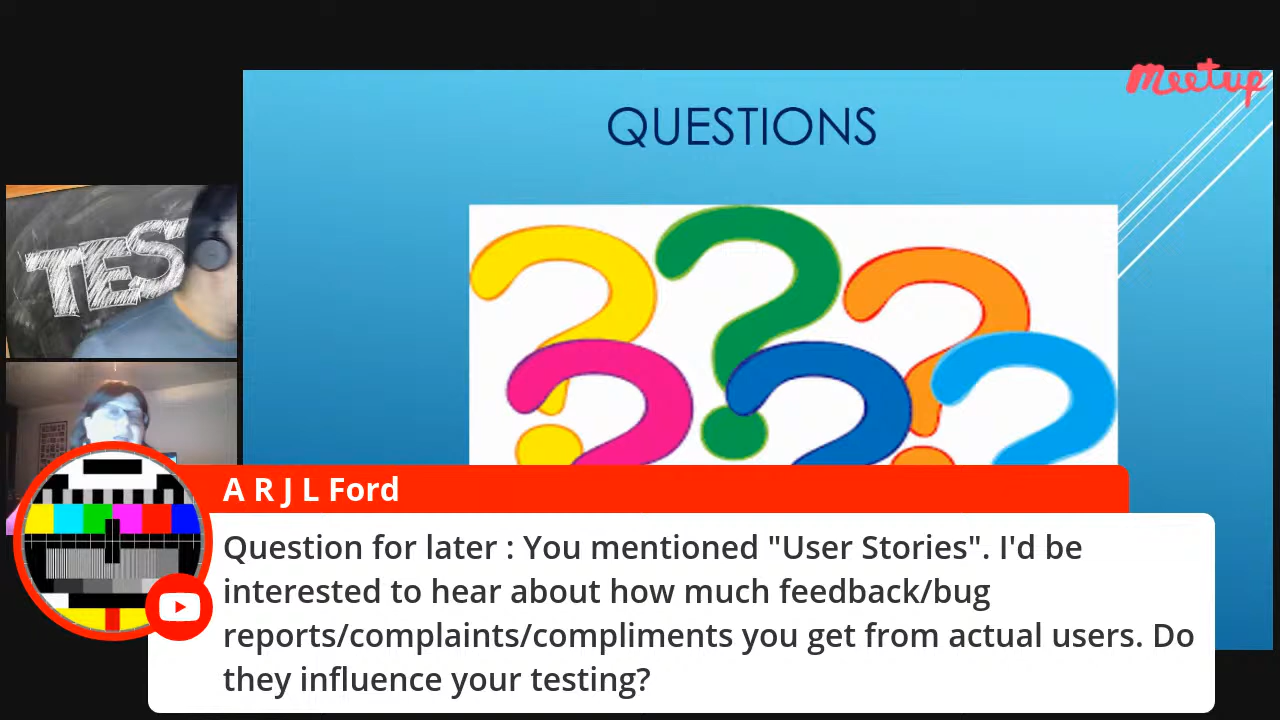 meetup
QUESTIONS
TES
A R J L Ford
Question for later : You mentioned "User Stories". I'd be
interested to hear about how much feedback/bug
reports/complaints/compliments you get from actual users. Do
they influence your testing?